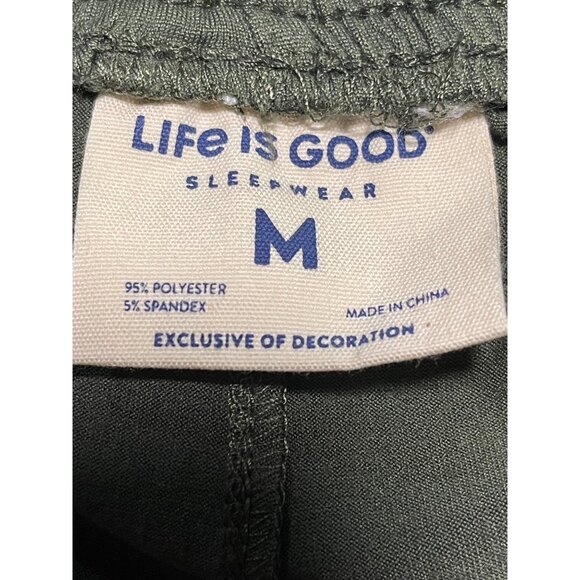 LIFe IS GOOD®
SLEEPWEAR
M
95% POLYESTER
5% SPANDEX
MADE IN CHINA
EXCLUSIVE OF DECORATION